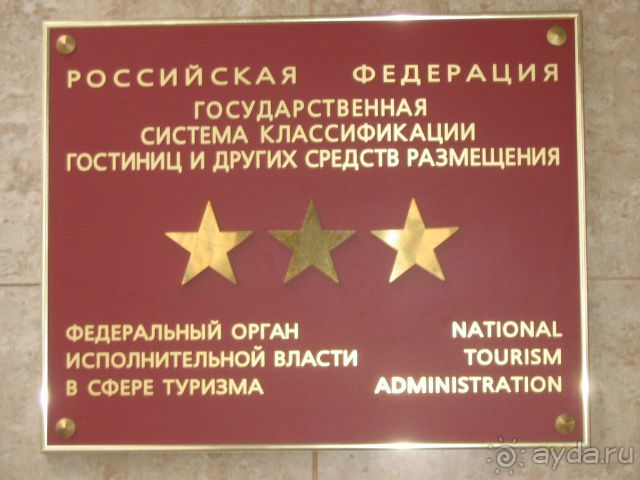 РОССИЙСКАЯ ФЕДЕРАЦИЯ
ГОСУДАРСТВЕННАЯ
СИСТЕМА КЛАССИФИКАЦИИ
ГОСТИНИЦ И ДРУГИХ СРЕДСТВ РАЗМЕЩЕНИЯ
ФЕДЕРАЛЬНЫЙ ОРГАН
ИСПОЛНИТЕЛЬНОЙ ВЛАСТИ
В СФЕРЕ ТУРИЗМА
NATIONAL
TOURISM
ADMINISTRATION
ayda.ru